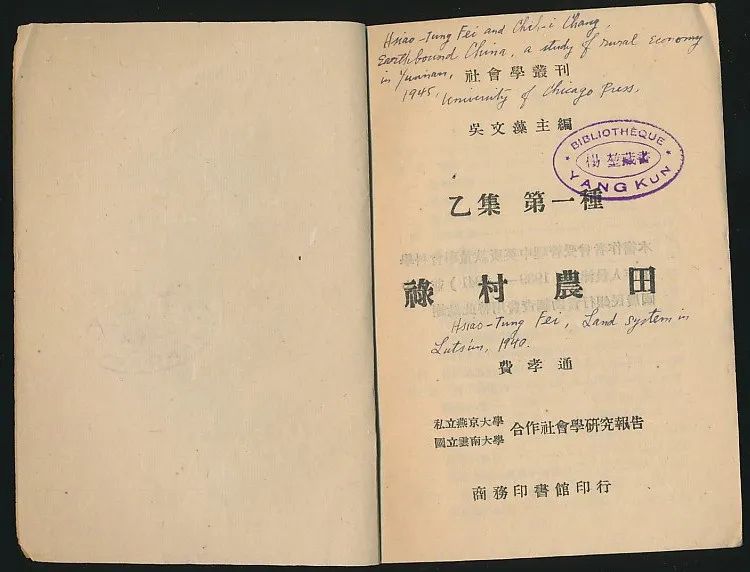 Hsiao-Tung Fei and Chih-i Chang,
Earthbound China, a study of rural economy
in Yunnan,
社會學叢刊
1945, University of Chicago Press.
吳文藻主編
BIBLIOTHÈQUE
楊堃藏書
YANG KUN
乙集 第一種
祿村農田
Hsiao-Tung Fei, Land system in
Lutsun, 1940.
費孝通
私立燕京大學
國立雲南大學
合作社會學研究報告
商務印書館印行